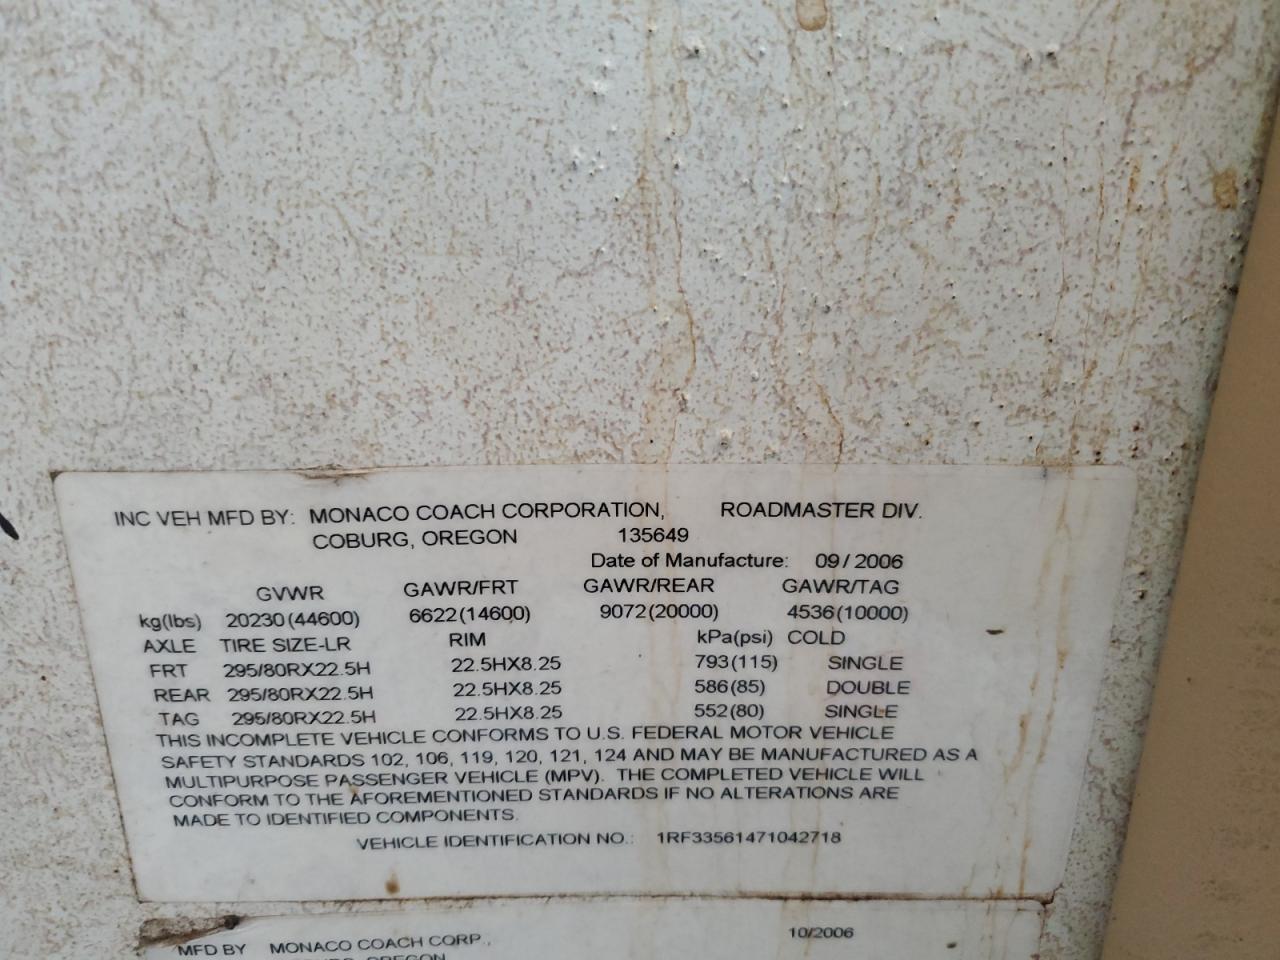 INC VEH MFD BY: MONACO COACH CORPORATION, ROADMASTER DIV.
COBURG, OREGON 135649
Date of Manufacture: 09/2006
GVWR GAWR/FRT GAWR/REAR GAWR/TAG
kg(lbs) 20230(44600) 6622(14600) 9072(20000) 4536(10000)
AXLE TIRE SIZE-LR RIM kPa(psi) COLD
FRT 295/80RX22.5H 22.5HX8.25 793(115) SINGLE
REAR 295/80RX22.5H 22.5HX8.25 586(85) DOUBLE
TAG 295/80RX22.5H 22.5HX8.25 552(80) SINGLE
THIS INCOMPLETE VEHICLE CONFORMS TO U.S. FEDERAL MOTOR VEHICLE
SAFETY STANDARDS 102, 106, 119, 120, 121, 124 AND MAY BE MANUFACTURED AS A
MULTIPURPOSE PASSENGER VEHICLE (MPV). THE COMPLETED VEHICLE WILL
CONFORM TO THE AFOREMENTIONED STANDARDS IF NO ALTERATIONS ARE
MADE TO IDENTIFIED COMPONENTS.
VEHICLE IDENTIFICATION NO.: 1RF33561471042718
MFD BY MONACO COACH CORP., 10/2006
OREGON